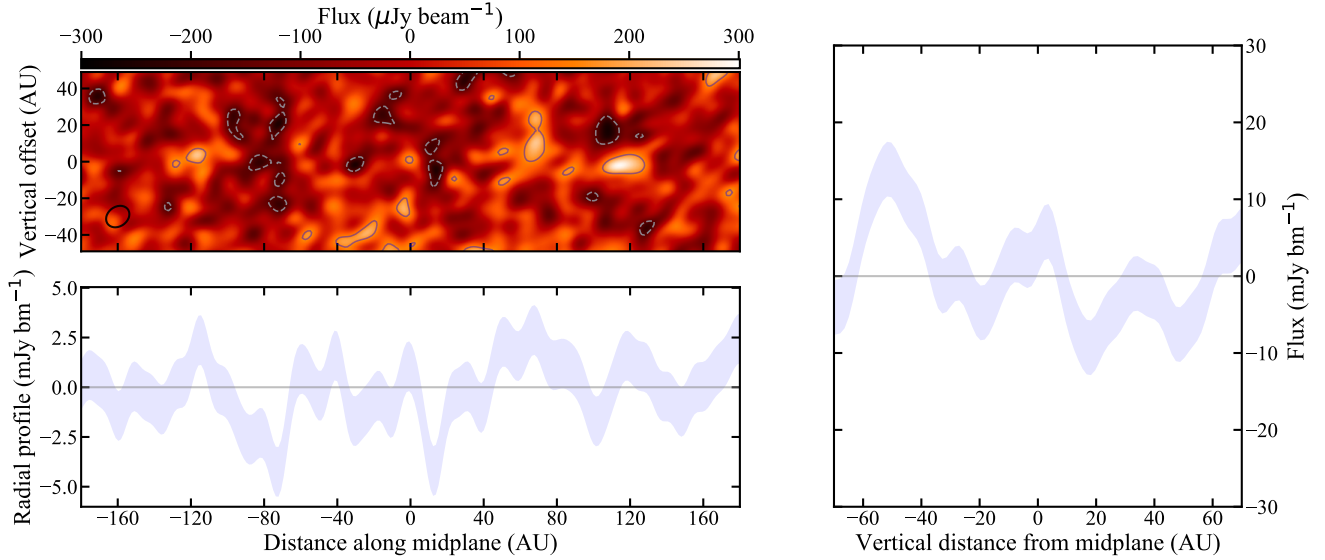 Flux (μJy beam⁻¹)
−300 −200 −100 0 100 200 300
Vertical offset (AU)
40
20
0
−20
−40
Radial profile (mJy bm⁻¹)
5.0
2.5
0.0
−2.5
−5.0
−160 −120 −80 −40 0 40 80 120 160
Distance along midplane (AU)
30
20
10
0
−10
−20
−30
Flux (mJy bm⁻¹)
−60 −40 −20 0 20 40 60
Vertical distance from midplane (AU)